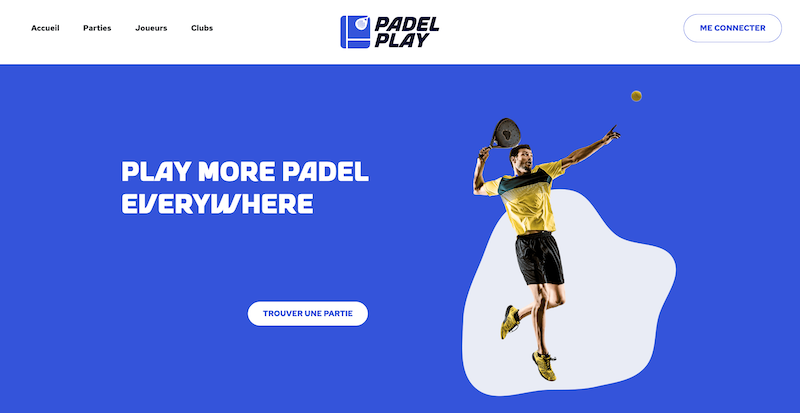 Accueil
Parties
Joueurs
Clubs
PADEL
PLAY
ME CONNECTER
PLAY MORE PADEL
EVERYWHERE
TROUVER UNE PARTIE